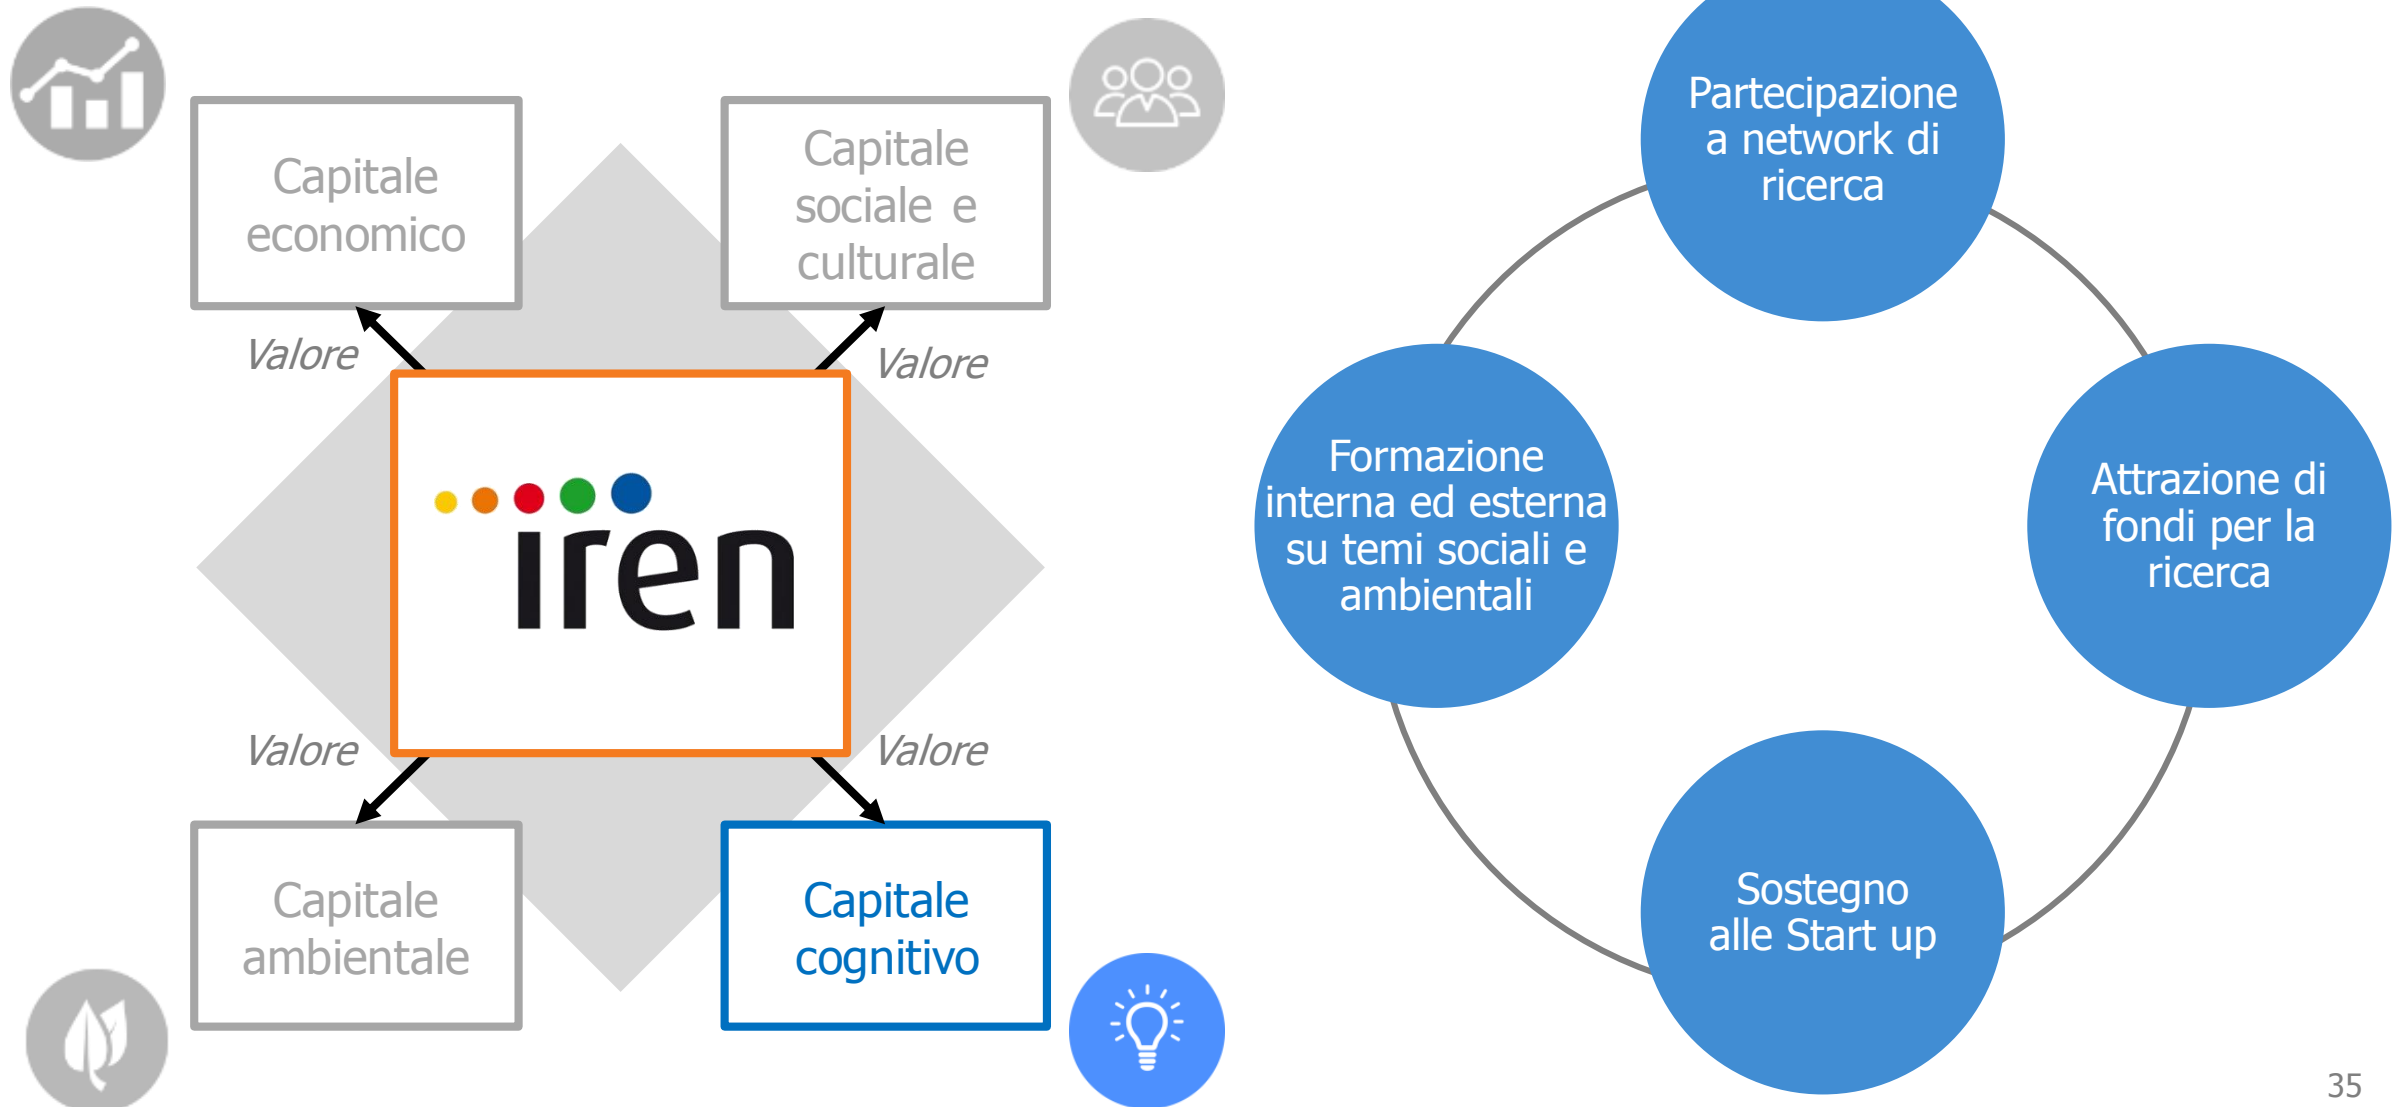 Capitale
economico
Capitale
sociale e
culturale
Valore
Valore
iren
Valore
Valore
Capitale
ambientale
Capitale
cognitivo
Partecipazione
a network di
ricerca
Formazione
interna ed esterna
su temi sociali e
ambientali
Attrazione di
fondi per la
ricerca
Sostegno
alle Start up
35